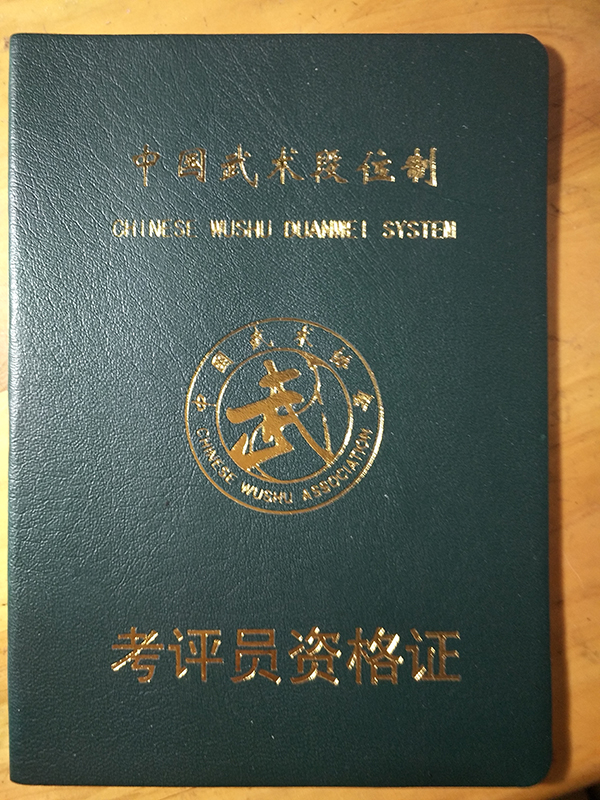 中国武术段位制
CHINESE WUSHU DUANWEI SYSTEM
中国武术协会
武
CHINESE WUSHU ASSOCIATION
考评员资格证